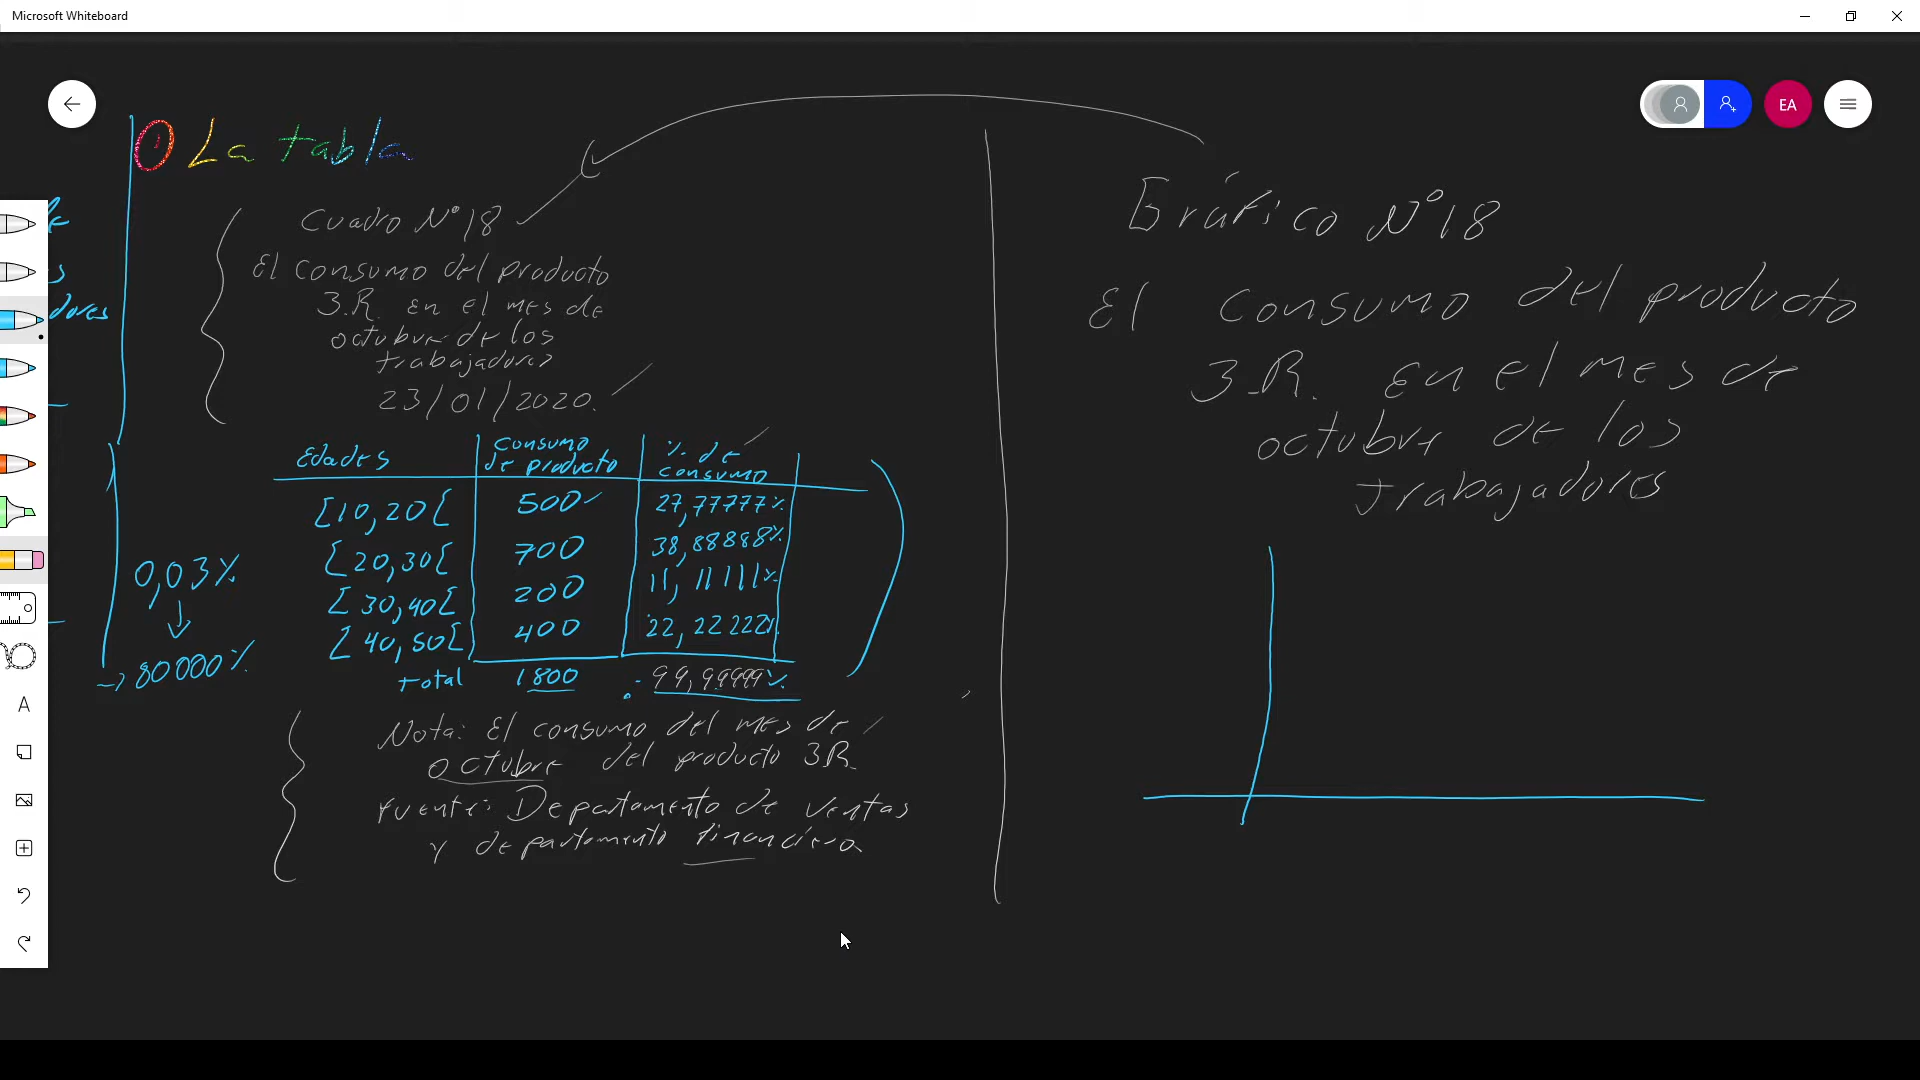 Microsoft Whiteboard
EA
① La tabla
Cuadro N° 18
El consumo del producto
3.R. en el mes de
octubre de los
trabajadores
23/01/2020.
dores
Edades
Consumo
de producto
% de
consumo
[10,20[ 500 27,77777%
[20,30[ 700 38,88888%
[30,40[ 200 11,11111%
[40,50[ 400 22,22222%
total 1800 99,99999%
0,03%
80000%
Nota: El consumo del mes de
octubre del producto 3R
Fuente: Departamento de ventas
y departamento financiero
Gráfico N° 18
El consumo del producto
3.R. en el mes de
octubre de los
trabajadores
A